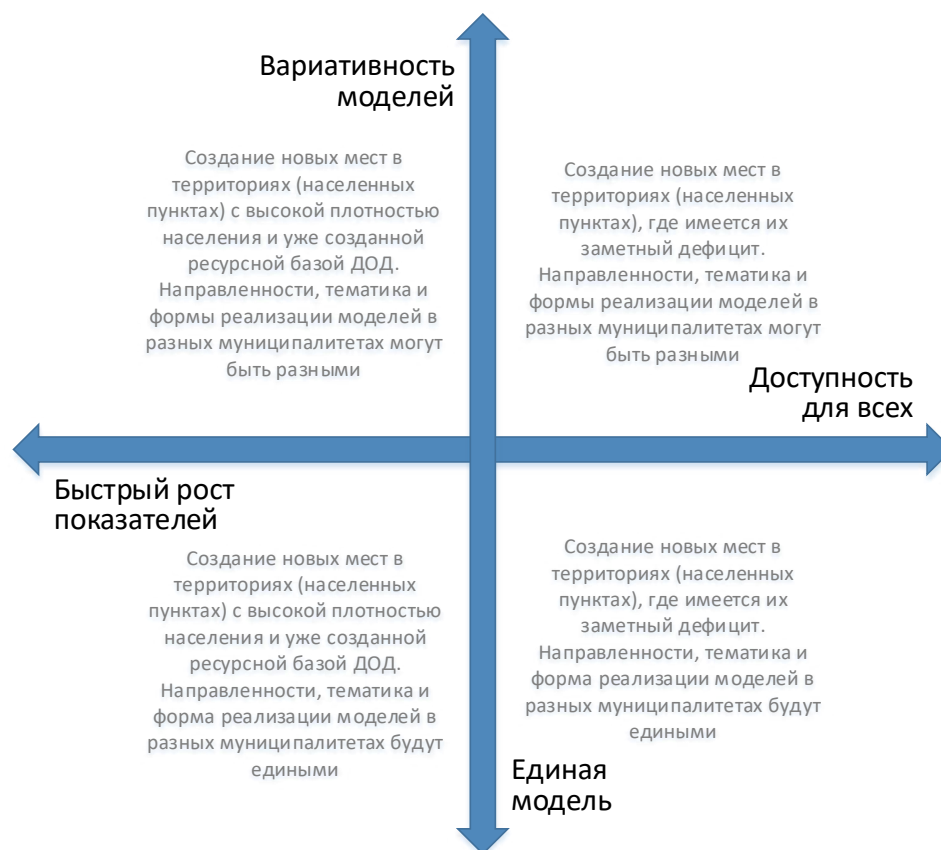 Вариативность
моделей
Создание новых мест в
территориях (населенных
пунктах) с высокой плотностью
населения и уже созданной
ресурсной базой ДОД.
Направленности, тематика и
формы реализации моделей в
разных муниципалитетах могут
быть разными
Создание новых мест в
территориях (населенных
пунктах), где имеется их
заметный дефицит.
Направленности, тематика и
формы реализации моделей в
разных муниципалитетах могут
быть разными
Доступность
для всех
Быстрый рост
показателей
Создание новых мест в
территориях (населенных
пунктах) с высокой плотностью
населения и уже созданной
ресурсной базой ДОД.
Направленности, тематика и
форма реализации моделей в
разных муниципалитетах будут
едиными
Создание новых мест в
территориях (населенных
пунктах), где имеется их
заметный дефицит.
Направленности, тематика и
форма реализации моделей в
разных муниципалитетах будут
едиными
Единая
модель